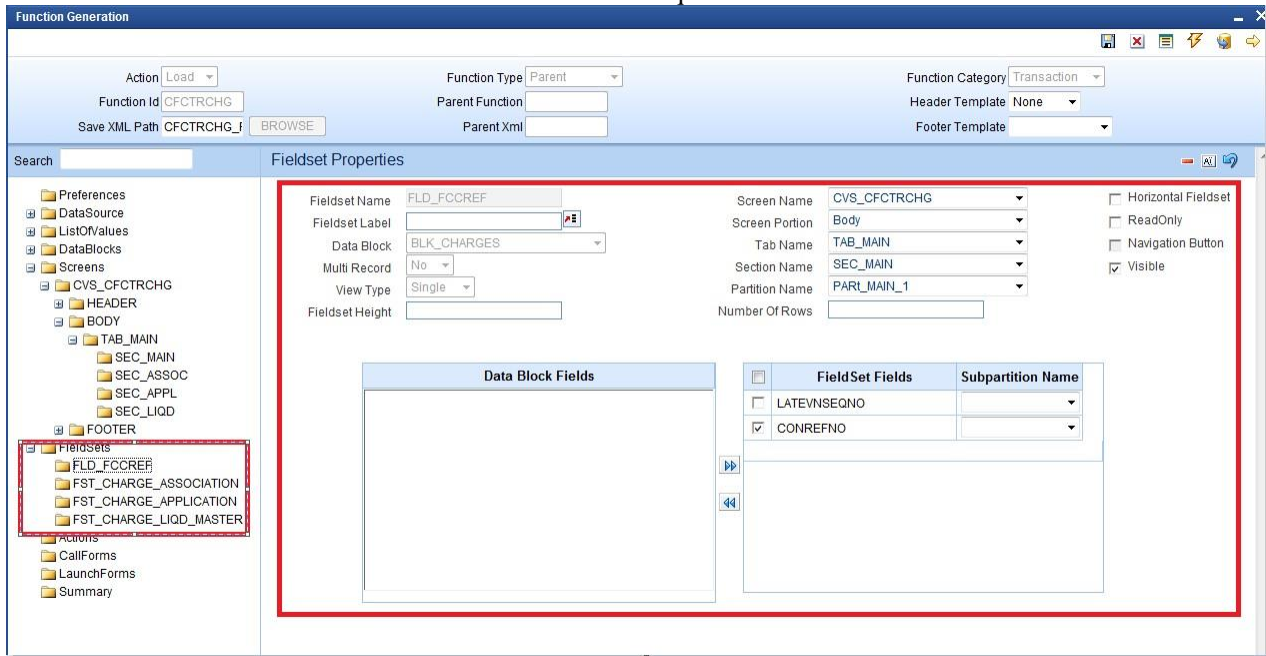 Function Generation
Action Load
Function Type Parent
Function Category Transaction
Function Id CFCTRCHG
Parent Function
Header Template None
Save XML Path CFCTRCHG_F BROWSE
Parent Xml
Footer Template
Search
Fieldset Properties
Preferences
DataSource
ListOfValues
DataBlocks
Screens
CVS_CFCTRCHG
HEADER
BODY
TAB_MAIN
SEC_MAIN
SEC_ASSOC
SEC_APPL
SEC_LIQD
FOOTER
FieldSets
FLD_FCCREF
FST_CHARGE_ASSOCIATION
FST_CHARGE_APPLICATION
FST_CHARGE_LIQD_MASTER
Actions
CallForms
LaunchForms
Summary
Fieldset Name FLD_FCCREF
Screen Name CVS_CFCTRCHG
Horizontal Fieldset
Fieldset Label
Screen Portion Body
ReadOnly
Data Block BLK_CHARGES
Tab Name TAB_MAIN
Navigation Button
Multi Record No
Section Name SEC_MAIN
Visible
View Type Single
Partition Name PARt_MAIN_1
Fieldset Height
Number Of Rows
Data Block Fields
FieldSet Fields Subpartition Name
LATEVNSEQNO
CONREFNO